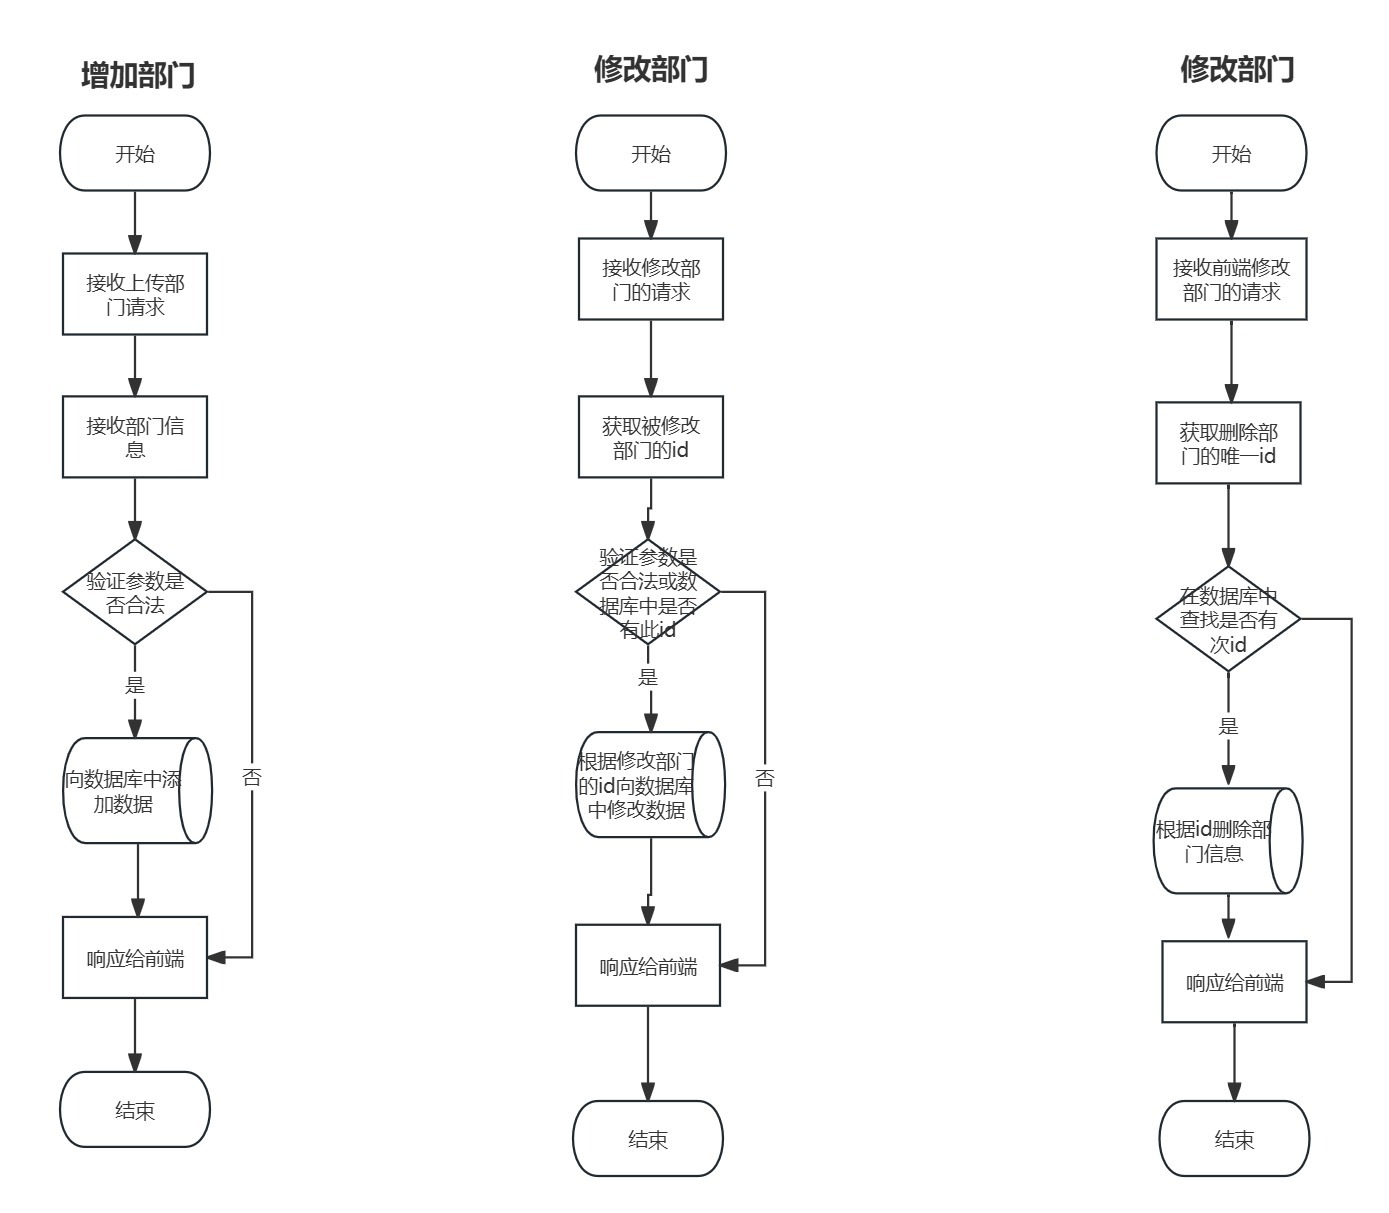 增加部门
开始
接收上传部
门请求
接收部门信
息
验证参数是
否合法
是
否
向数据库中添
加数据
响应给前端
结束
修改部门
开始
接收修改部
门的请求
获取被修改
部门的id
验证参数是
否合法或数
据库中是否
有此id
是
否
根据修改部门
的id向数据库
中修改数据
响应给前端
结束
修改部门
开始
接收前端修改
部门的请求
获取删除部
门的唯一id
在数据库中
查找是否有
次id
是
根据id删除部
门信息
响应给前端
结束